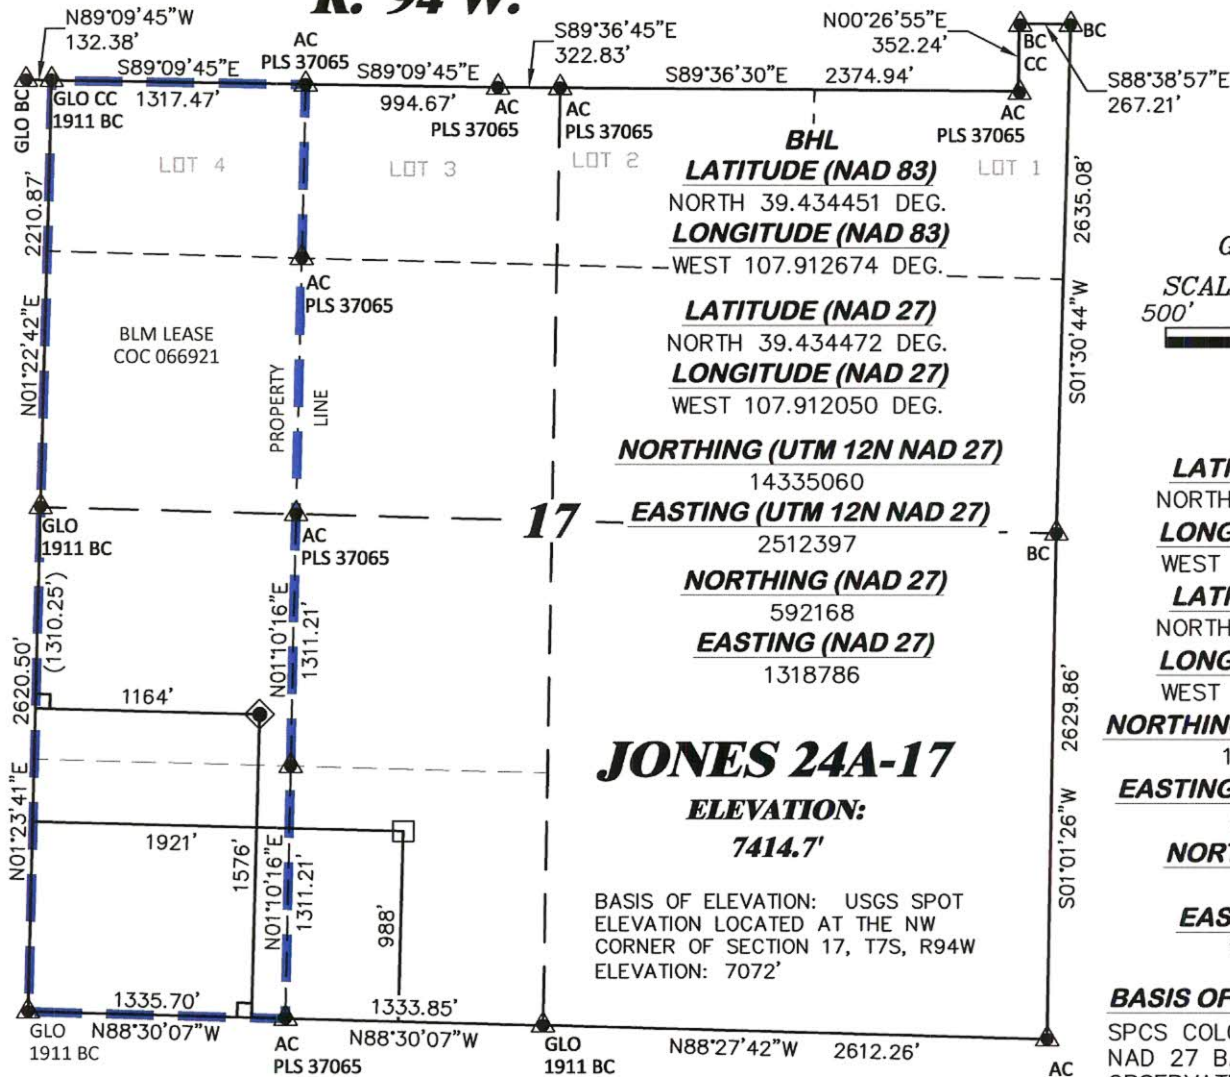 R. 94 W.
N89°09'45"W
132.38'
AC
PLS 37065
S89°36'45"E
322.83'
N00°26'55"E
352.24'
BC
CC
BC
S88°38'57"E
267.21'
GLO BC
S89°09'45"E
1317.47'
GLO CC
1911 BC
S89°09'45"E
994.67'
AC
PLS 37065
AC
PLS 37065
S89°36'30"E
2374.94'
AC
PLS 37065
LOT 4
LOT 3
LOT 2
LOT 1
BHL
LATITUDE (NAD 83)
NORTH 39.434451 DEG.
LONGITUDE (NAD 83)
WEST 107.912674 DEG.
LATITUDE (NAD 27)
NORTH 39.434472 DEG.
LONGITUDE (NAD 27)
WEST 107.912050 DEG.
NORTHING (UTM 12N NAD 27)
14335060
EASTING (UTM 12N NAD 27)
2512397
NORTHING (NAD 27)
592168
EASTING (NAD 27)
1318786
2210.87'
N01°22'42"E
AC
PLS 37065
BLM LEASE
COC 066921
PROPERTY
LINE
2635.08'
S01°30'44"W
G
SCAL
500'
GLO
1911 BC
AC
PLS 37065
17
BC
(1310.25')
2620.50'
N01°23'41"E
1164'
N01°10'16"E
1311.21'
1921'
1576'
N01°10'16"E
1311.21'
988'
JONES 24A-17
ELEVATION:
7414.7'
BASIS OF ELEVATION: USGS SPOT
ELEVATION LOCATED AT THE NW
CORNER OF SECTION 17, T7S, R94W
ELEVATION: 7072'
2629.86'
S01°01'26"W
LATI
NORTH
LONG
WEST
LATI
NORTH
LONG
WEST
NORTHING
1
EASTING
NORT
EAS
BASIS OF
SPCS COLO
NAD 27 B
1335.70'
N88°30'07"W
GLO
1911 BC
AC
PLS 37065
1333.85'
N88°30'07"W
GLO
1911 BC
N88°27'42"W
2612.26'
AC